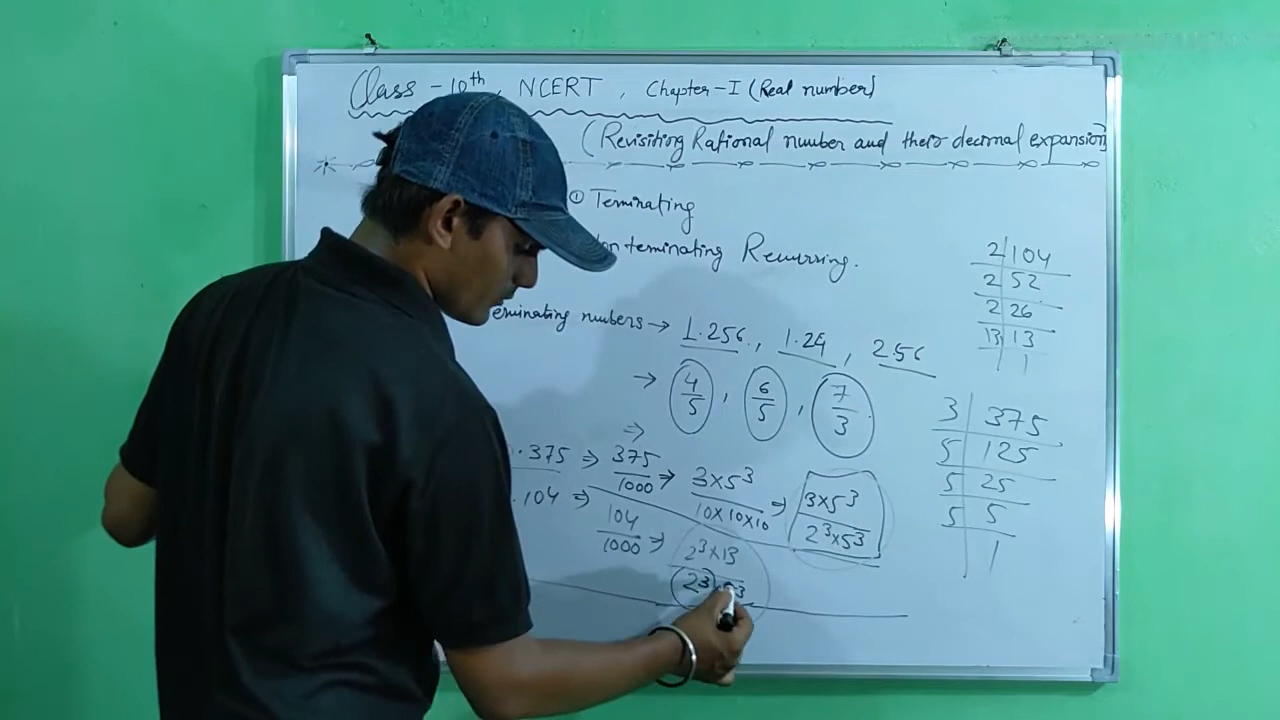 Class - 10th, NCERT, Chapter-I (Real number)
(Revisiting Rational number and their decimal expansion)
① Teminating
terminating Recurring.
eminating numbers → 1.256, 1.24, 2.56
→ 4/5, 6/5, 7/3
⇒
.375 ⇒ 375/1000 → 3×5³/10×10×10 ⇒ 3×5³/2³×5³
.104 ⇒ 104/1000 ⇒ 2³×13/2³×5³
2 | 104
2 | 52
2 | 26
13 | 13
| 1
3 | 375
5 | 125
5 | 25
5 | 5
| 1